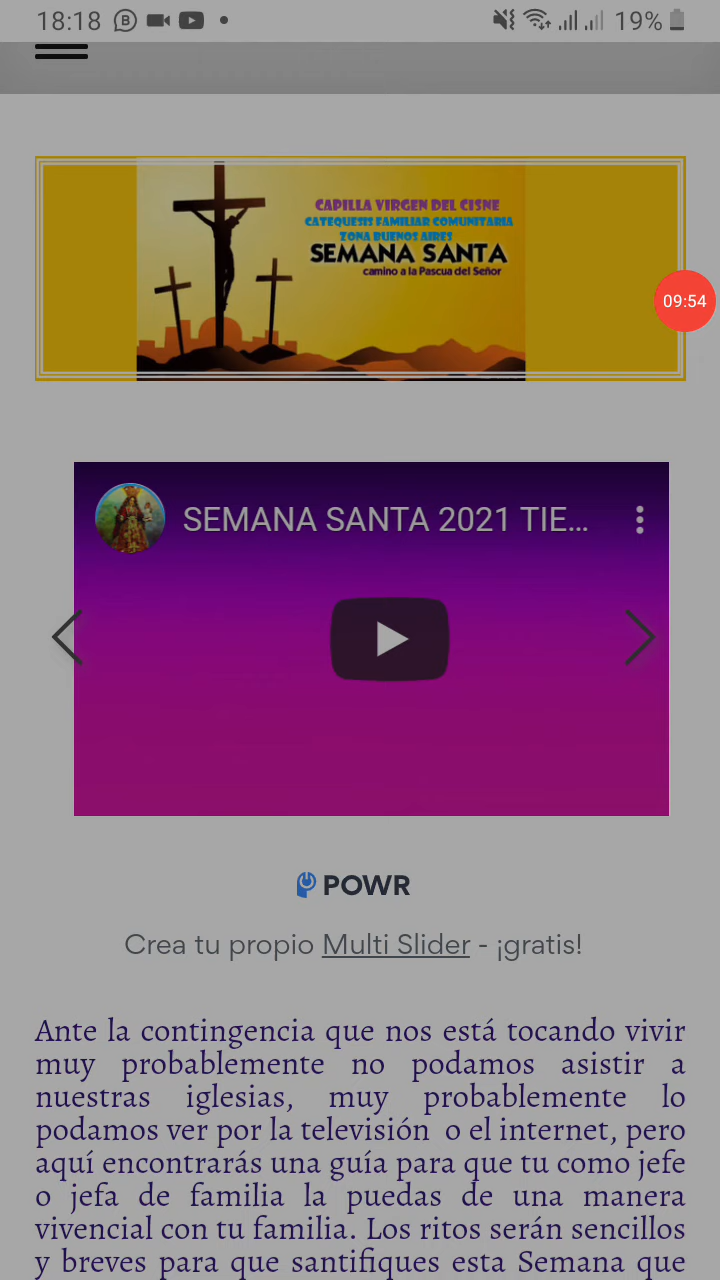 18:18
19%
CAPILLA VIRGEN DEL CISNE
CATEQUESIS FAMILIAR COMUNITARIA
ZONA BUENOS AIRES
SEMANA SANTA
camino a la Pascua del Señor
09:54
SEMANA SANTA 2021 TIE...
POWR
Crea tu propio Multi Slider - ¡gratis!
Ante la contingencia que nos está tocando vivir
muy probablemente no podamos asistir a
nuestras iglesias, muy probablemente lo
podamos ver por la televisión o el internet, pero
aquí encontrarás una guía para que tu como jefe
o jefa de familia la puedas de una manera
vivencial con tu familia. Los ritos serán sencillos
y breves para que santifiques esta Semana que